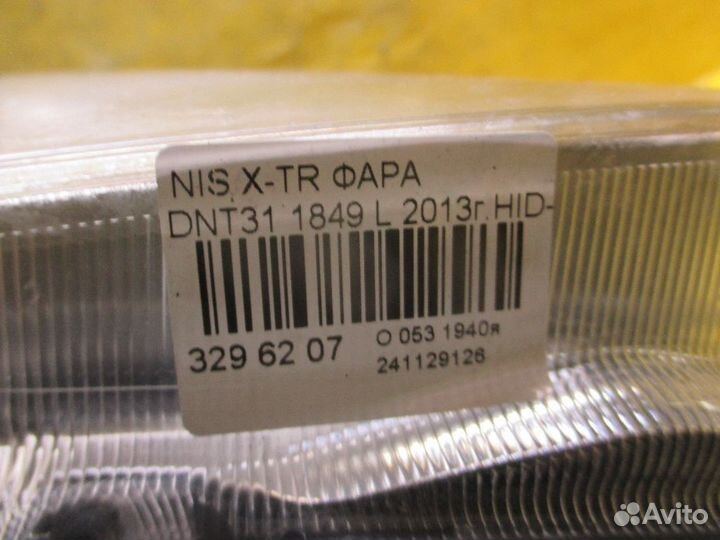 NIS X-TR ФАРА
DNT31 1849 L 2013г.HID-
329 62 07
О 053 1940я
241129126
Avito